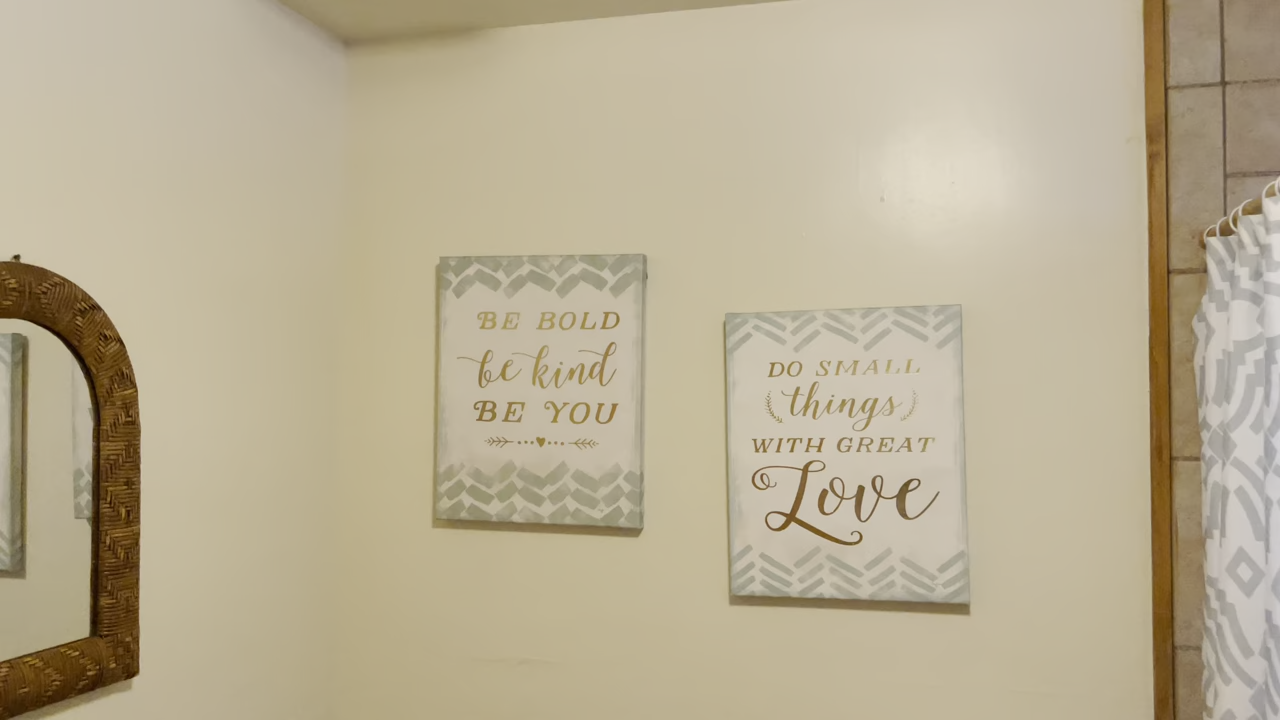 BE BOLD
be kind
BE YOU
DO SMALL
things
WITH GREAT
Love